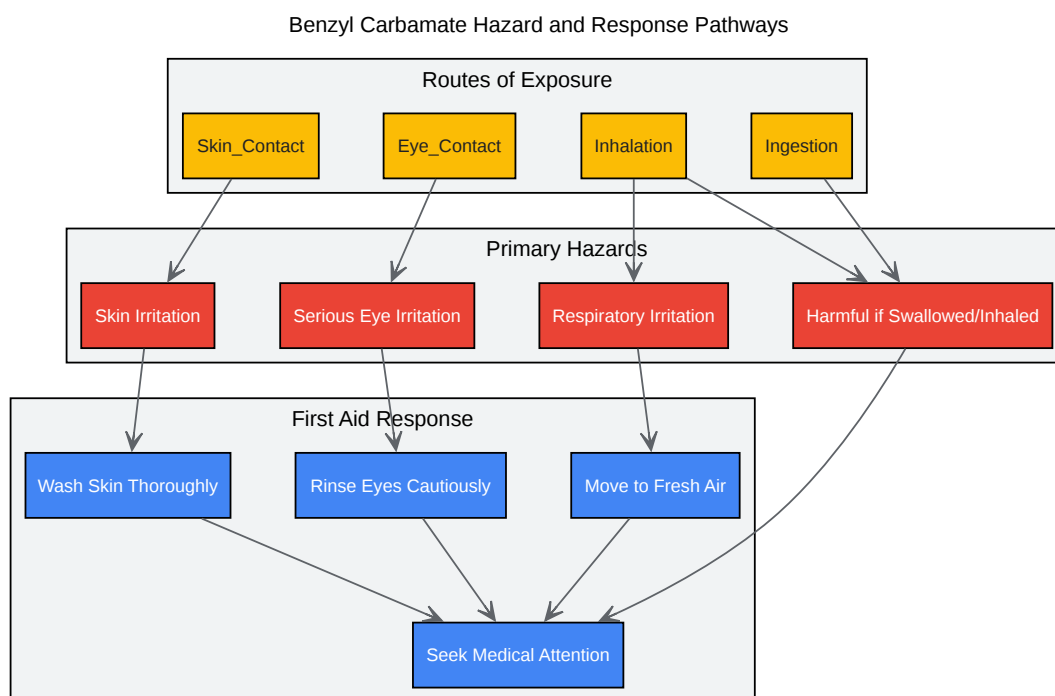 Benzyl Carbamate Hazard and Response Pathways
Routes of Exposure
Skin_Contact
Eye_Contact
Inhalation
Ingestion
Primary Hazards
Skin Irritation
Serious Eye Irritation
Respiratory Irritation
Harmful if Swallowed/Inhaled
First Aid Response
Wash Skin Thoroughly
Rinse Eyes Cautiously
Move to Fresh Air
Seek Medical Attention